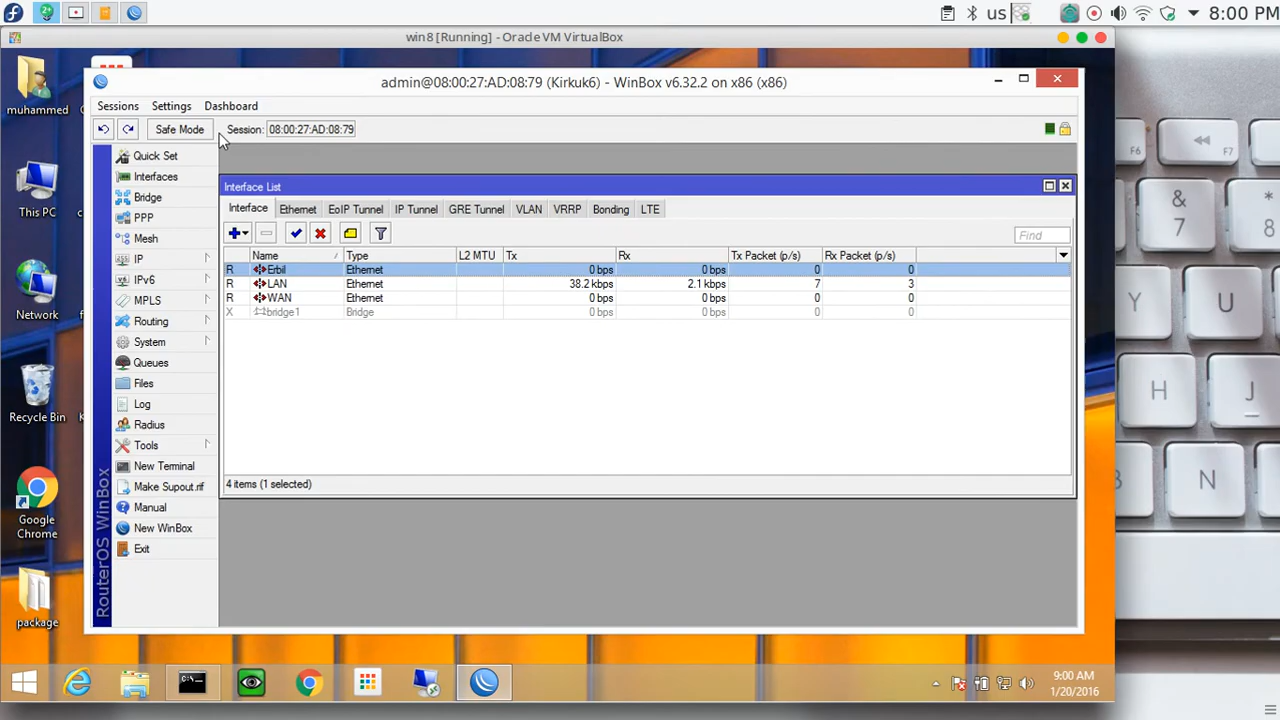 us
8:00 PM
win8 [Running] - Oracle VM VirtualBox
admin@08:00:27:AD:08:79 (Kirkuk6) - WinBox v6.32.2 on x86 (x86)
Sessions Settings Dashboard
Safe Mode Session: 08:00:27:AD:08:79
muhammed
This PC
Network
Recycle Bin
Google
Chrome
package
Quick Set
Interfaces
Bridge
PPP
Mesh
IP
IPv6
MPLS
Routing
System
Queues
Files
Log
Radius
Tools
New Terminal
Make Supout.rif
Manual
New WinBox
Exit
RouterOS WinBox
Interface List
Interface Ethernet EoIP Tunnel IP Tunnel GRE Tunnel VLAN VRRP Bonding LTE
Find
Name Type L2 MTU Tx Rx Tx Packet (p/s) Rx Packet (p/s)
R Erbil Ethernet 0 bps 0 bps 0 0
R LAN Ethernet 38.2 kbps 2.1 kbps 7 3
R WAN Ethernet 0 bps 0 bps 0 0
X bridge1 Bridge 0 bps 0 bps 0 0
4 items (1 selected)
9:00 AM
1/20/2016
F6
F7
&
7
*
8
Y
U
H
J
N